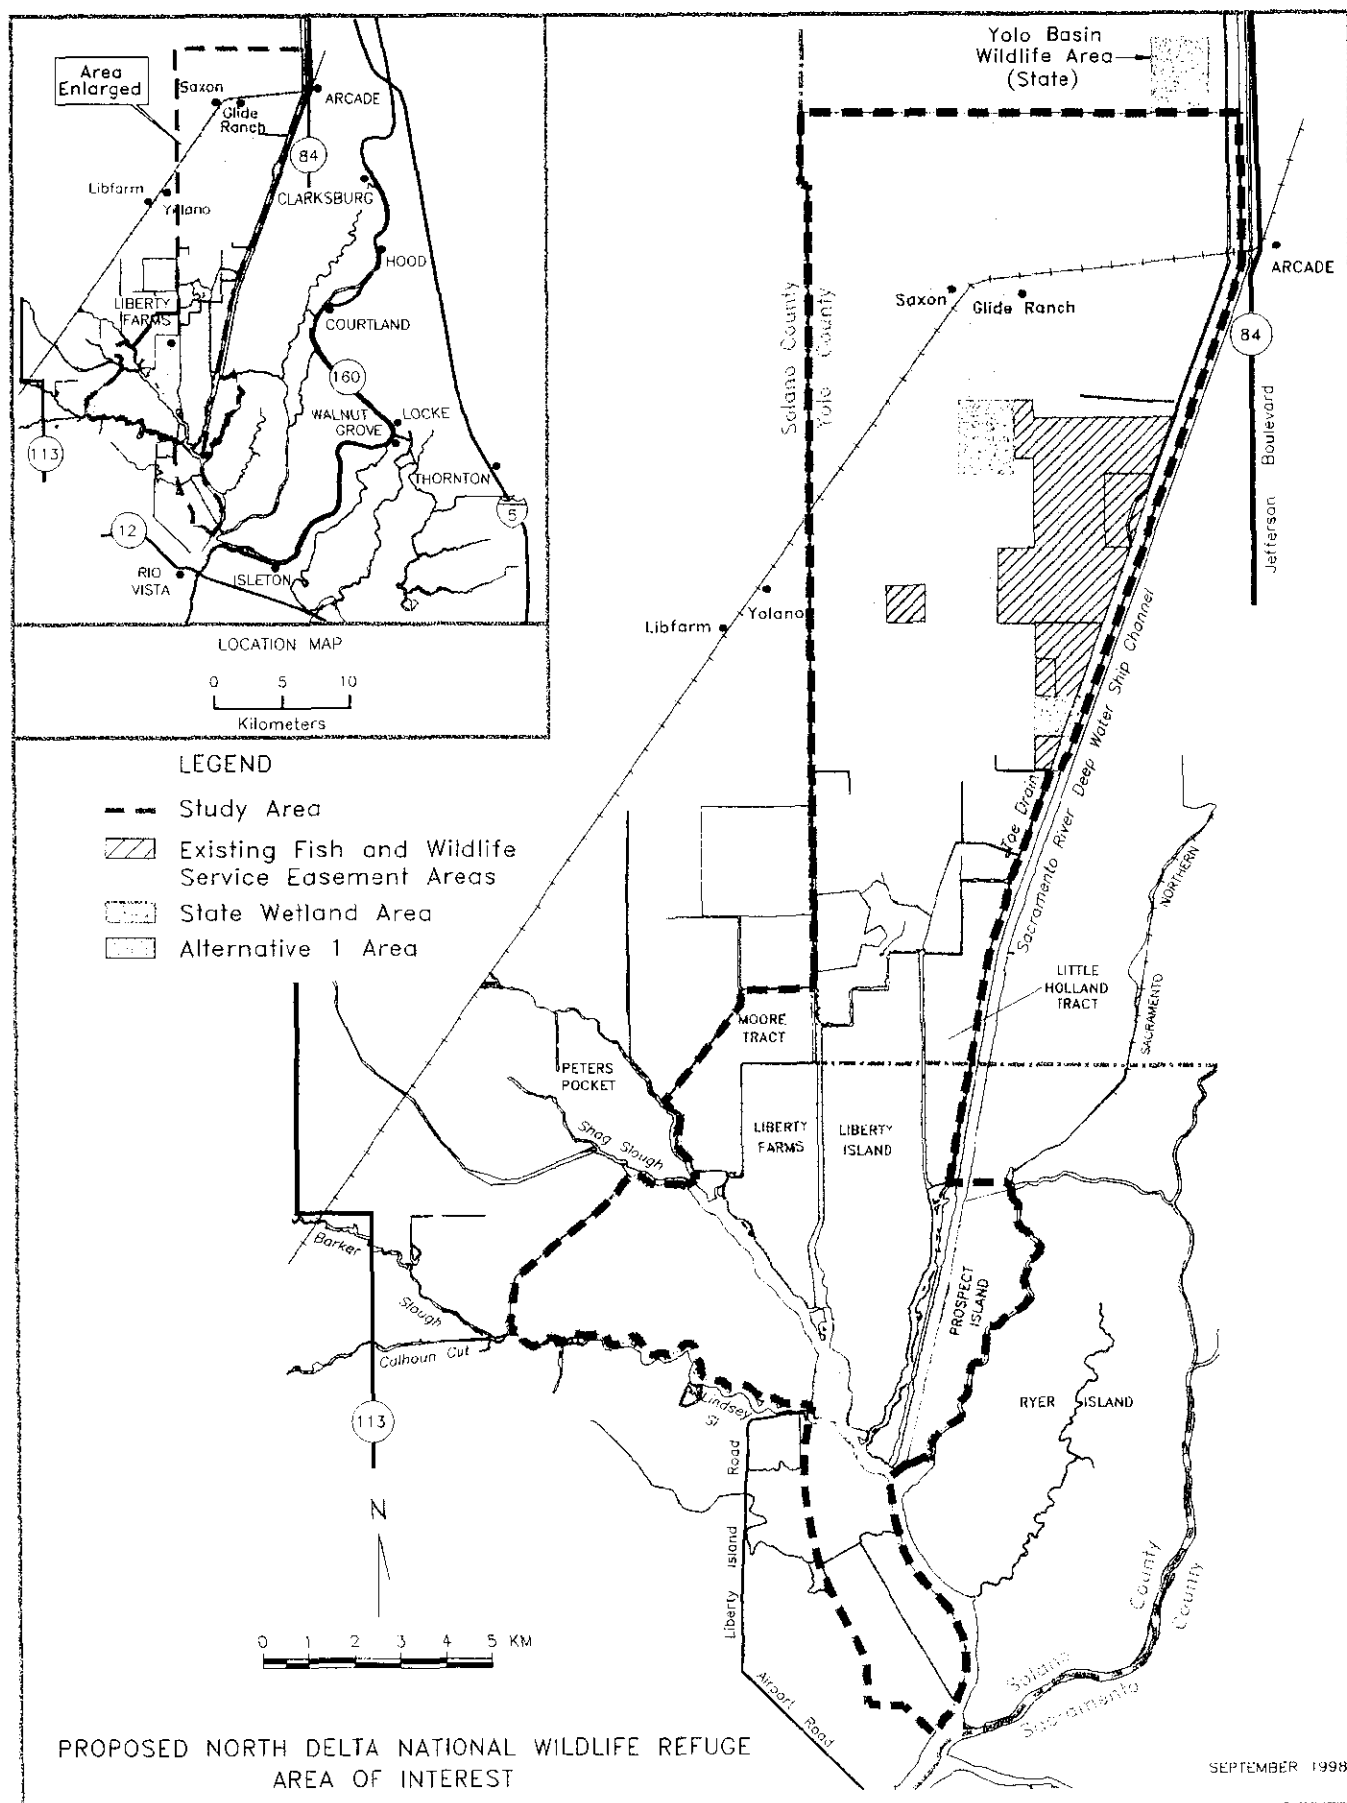 Area
Enlarged
Saxon
Glide
Ranch
ARCADE
84
CLARKSBURG
Libfarm
Yolano
HOOD
LIBERTY
FARMS
COURTLAND
160
WALNUT
GROVE
LOCKE
113
THORNTON
5
12
RIO
VISTA
ISLETON
LOCATION MAP
0 5 10
Kilometers
LEGEND
Study Area
Existing Fish and Wildlife
Service Easement Areas
State Wetland Area
Alternative 1 Area
Yolo Basin
Wildlife Area
(State)
ARCADE
Saxon
Glide Ranch
84
Solano County
Yolo County
Jefferson Boulevard
Yolano
Libfarm
Sacramento River Deep Water Ship Channel
Toe Drain
NORTHERN
SACRAMENTO
LITTLE
HOLLAND
TRACT
MOORE
TRACT
PETERS
POCKET
Snag Slough
LIBERTY
FARMS
LIBERTY
ISLAND
Barker
Slough
Calhoun Cut
PROSPECT
ISLAND
RYER ISLAND
Lindsey
Sl
113
Liberty Island Road
Airport Road
N
0 1 2 3 4 5 KM
Solano County
Sacramento County
PROPOSED NORTH DELTA NATIONAL WILDLIFE REFUGE
AREA OF INTEREST
SEPTEMBER 1998